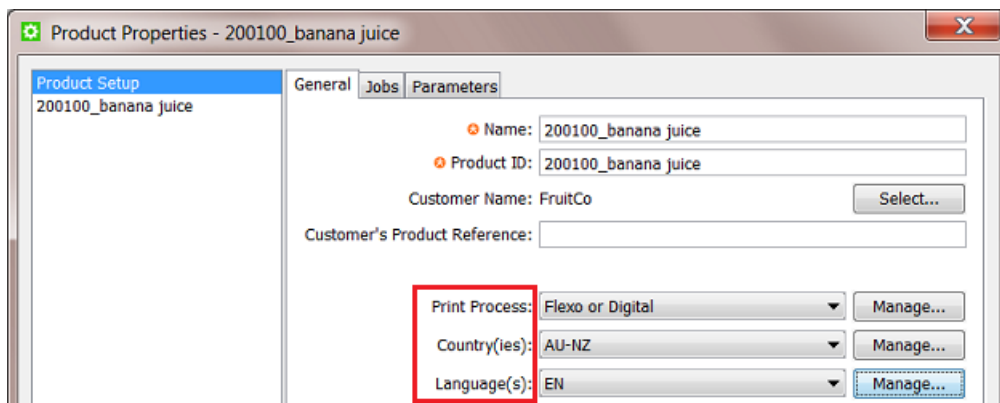 Product Properties - 200100_banana juice
X
Product Setup
200100_banana juice
General Jobs Parameters
Name: 200100_banana juice
Product ID: 200100_banana juice
Customer Name: FruitCo Select...
Customer's Product Reference:
Print Process: Flexo or Digital Manage...
Country(ies): AU-NZ Manage...
Language(s): EN Manage...